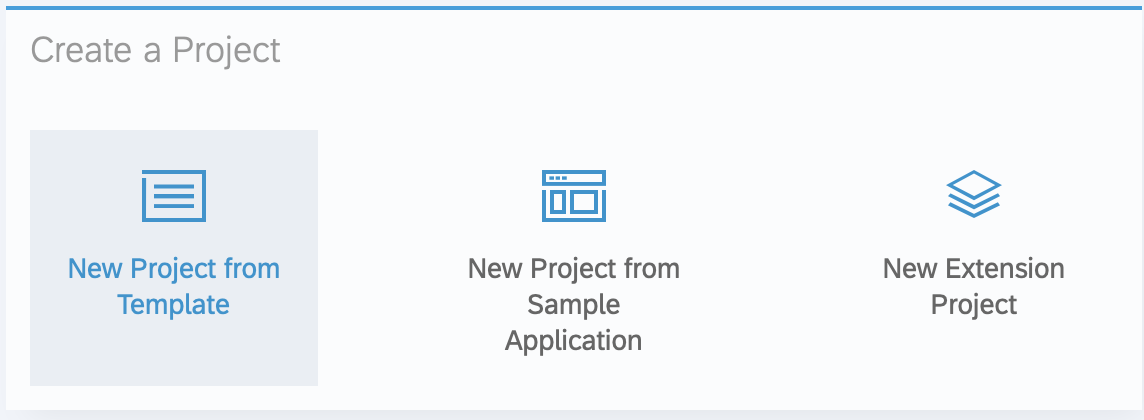 Create a Project
New Project from
Template
New Project from
Sample
Application
New Extension
Project